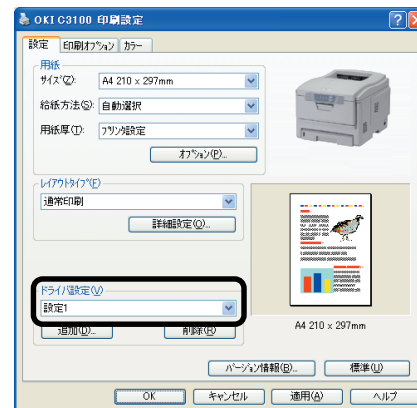 OKI C3100 印刷設定
設定 印刷ｵﾌﾟｼｮﾝ ｶﾗｰ
用紙
ｻｲｽﾞ(Z): A4 210 x 297mm
給紙方法(S): 自動選択
用紙厚(T): ﾌﾟﾘﾝﾀ設定
ｵﾌﾟｼｮﾝ(P)...
ﾚｲｱｳﾄﾀｲﾌﾟ(E)
通常印刷
詳細設定(O)...
ドライバ設定(V)
設定1
追加(D)... 削除(R)
A4 210 x 297mm
ﾊﾞｰｼﾞｮﾝ情報(B)... 標準(U)
OK キャンセル 適用(A) ヘルプ